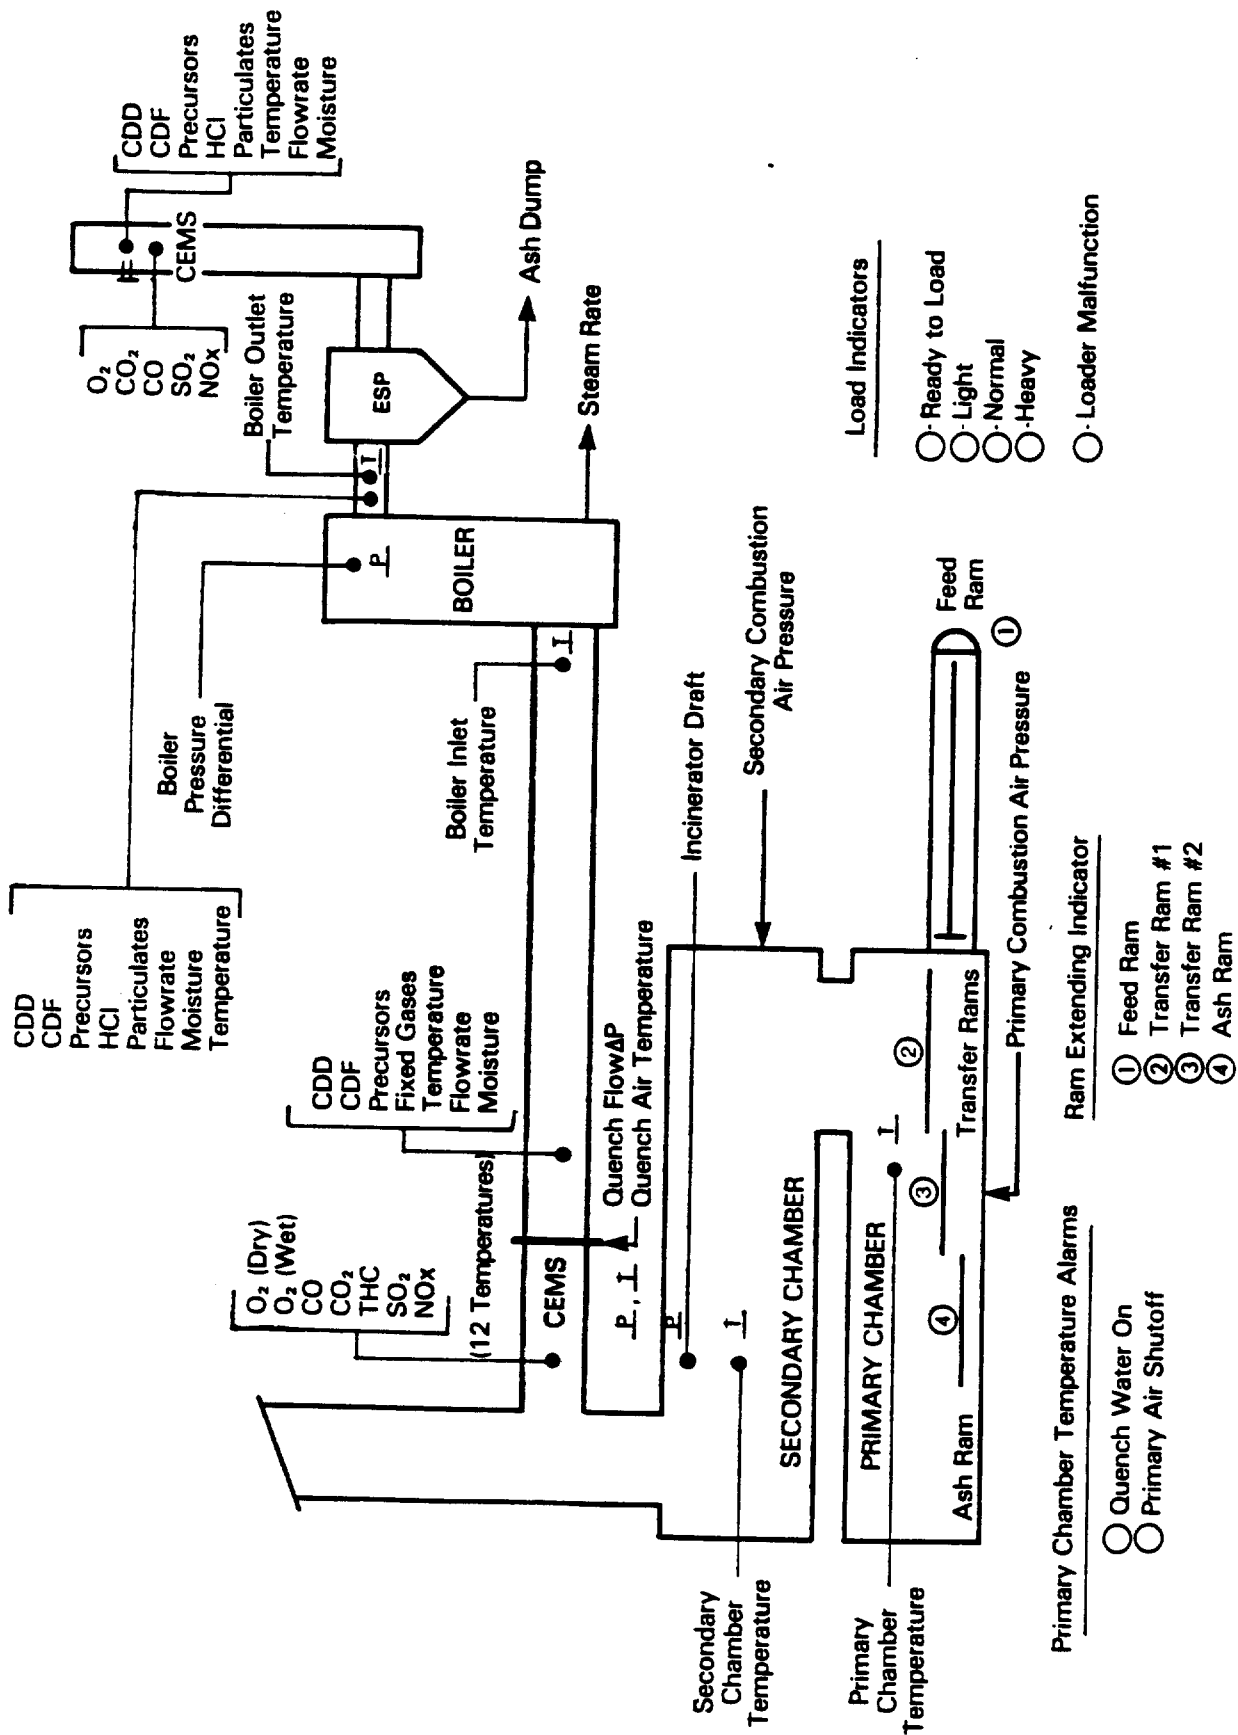 CDD
CDF
Precursors
HCl
Particulates
Flowrate
Moisture
Temperature
Boiler
Pressure
Differential
O₂
CO₂
CO
SO₂
NOx
CEMS
CDD
CDF
Precursors
HCl
Particulates
Temperature
Flowrate
Moisture
Boiler Outlet
Temperature
T
ESP
Ash Dump
P
BOILER
Steam Rate
O₂ (Dry)
O₂ (Wet)
CO
CO₂
THC
SO₂
NOx
(12 Temperatures)
CEMS
CDD
CDF
Precursors
Fixed Gases
Temperature
Flowrate
Moisture
Boiler Inlet
Temperature
T
P, T
Quench FlowΔP
Quench Air Temperature
P
Incinerator Draft
T
Secondary
Chamber
Temperature
SECONDARY CHAMBER
Secondary Combustion
Air Pressure
PRIMARY CHAMBER
T
Primary
Chamber
Temperature
Ash Ram
④
③
②
Transfer Rams
Feed
Ram
①
Primary Combustion Air Pressure
Primary Chamber Temperature Alarms
Quench Water On
Primary Air Shutoff
Ram Extending Indicator
① Feed Ram
② Transfer Ram #1
③ Transfer Ram #2
④ Ash Ram
Load Indicators
- Ready to Load
- Light
- Normal
- Heavy
- Loader Malfunction